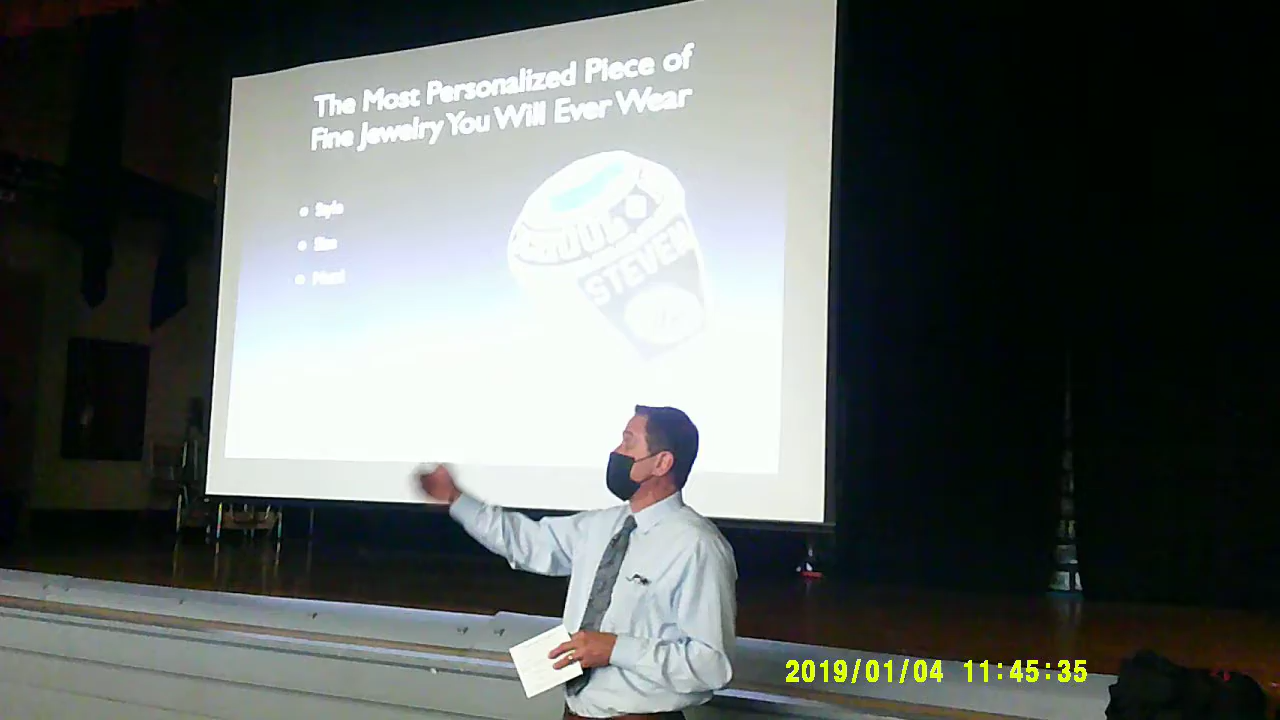 The Most Personalized Piece of
Fine Jewelry You Will Ever Wear
Style
Size
STEVEN
2019/01/04 11:45:35